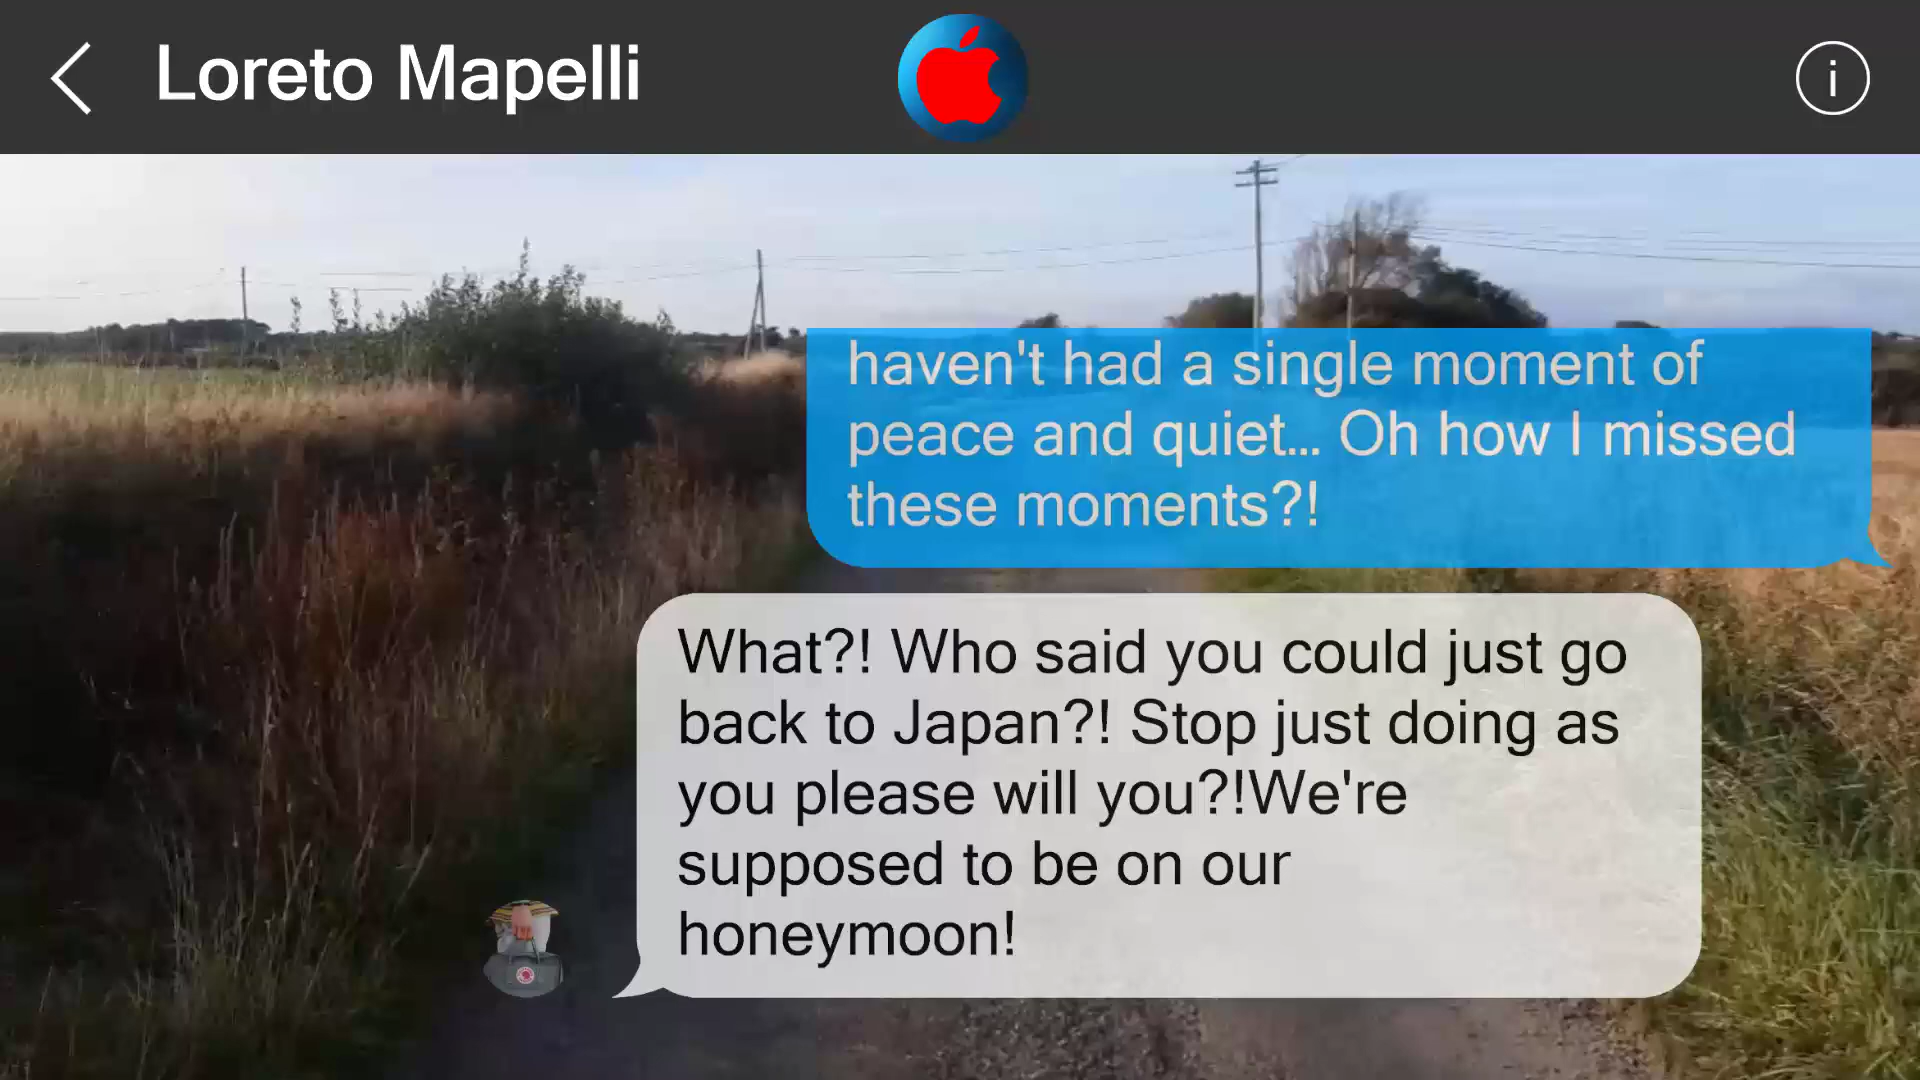 Loreto Mapelli
i
haven't had a single moment of
peace and quiet... Oh how I missed
these moments?!
What?! Who said you could just go
back to Japan?! Stop just doing as
you please will you?!We're
supposed to be on our
honeymoon!